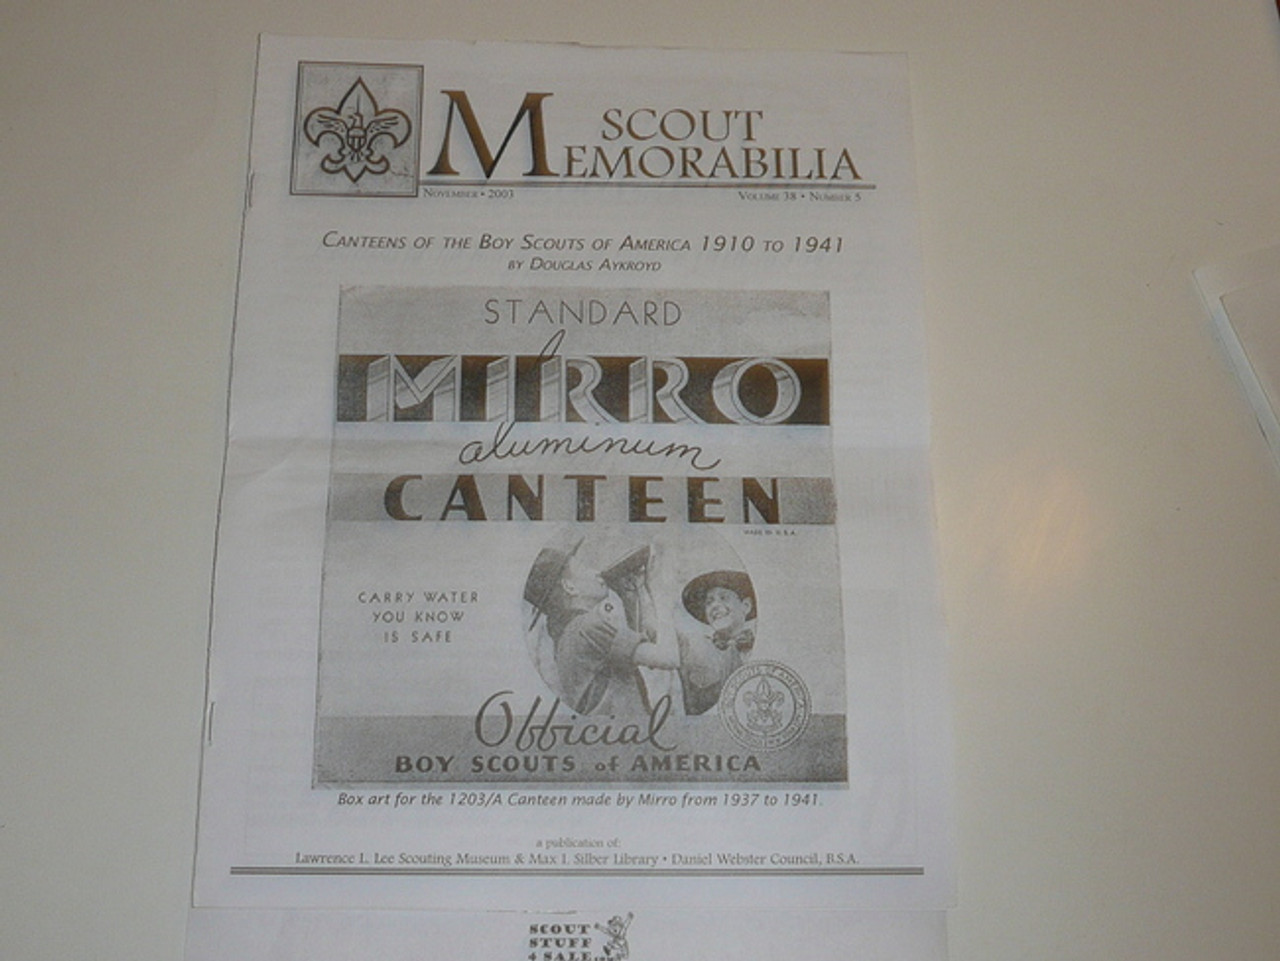 SCOUT
MEMORABILIA
NOVEMBER • 2003
VOLUME 38 • NUMBER 5
CANTEENS OF THE BOY SCOUTS OF AMERICA 1910 TO 1941
BY DOUGLAS AYKROYD
STANDARD
MIRRO
aluminum
CANTEEN
MADE IN U.S.A.
CARRY WATER
YOU KNOW
IS SAFE
Official
BOY SCOUTS of AMERICA
Box art for the 1203/A Canteen made by Mirro from 1937 to 1941.
a publication of:
Lawrence L. Lee Scouting Museum & Max I. Silber Library • Daniel Webster Council, B.S.A.
SCOUT
STUFF
4 SALE